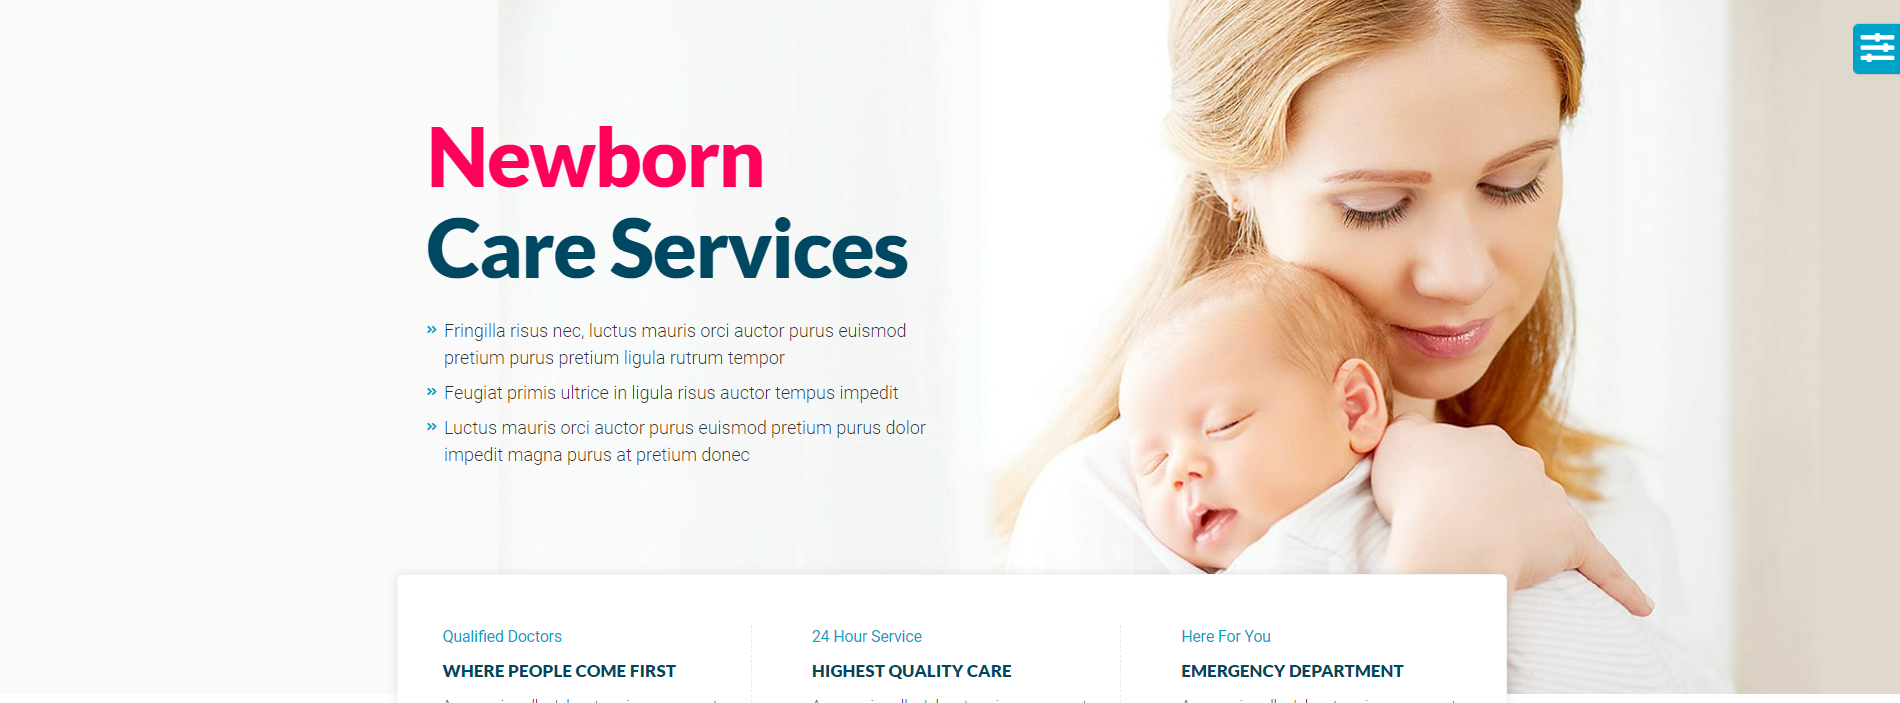 Newborn
Care Services
Fringilla risus nec, luctus mauris orci auctor purus euismod
pretium purus pretium ligula rutrum tempor
Feugiat primis ultrice in ligula risus auctor tempus impedit
Luctus mauris orci auctor purus euismod pretium purus dolor
impedit magna purus at pretium donec
Qualified Doctors
WHERE PEOPLE COME FIRST
24 Hour Service
HIGHEST QUALITY CARE
Here For You
EMERGENCY DEPARTMENT